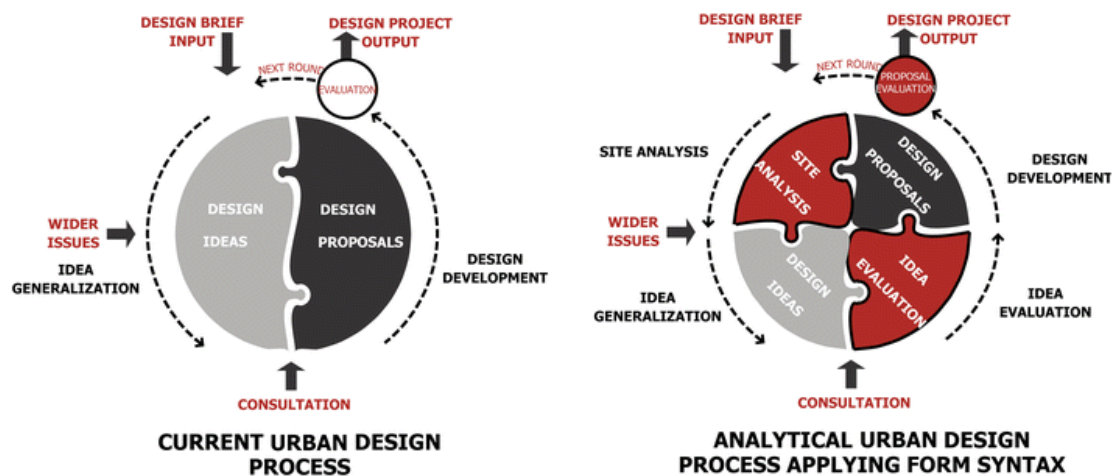 DESIGN BRIEF
INPUT
DESIGN PROJECT
OUTPUT
NEXT ROUND
EVALUATION
DESIGN
IDEAS
DESIGN
PROPOSALS
WIDER
ISSUES
IDEA
GENERALIZATION
DESIGN
DEVELOPMENT
CONSULTATION
CURRENT URBAN DESIGN
PROCESS
DESIGN BRIEF
INPUT
DESIGN PROJECT
OUTPUT
NEXT ROUND
PROPOSAL
EVALUATION
SITE ANALYSIS
SITE
ANALYSIS
DESIGN
PROPOSALS
DESIGN
DEVELOPMENT
WIDER
ISSUES
DESIGN
IDEAS
IDEA
EVALUATION
IDEA
GENERALIZATION
IDEA
EVALUATION
CONSULTATION
ANALYTICAL URBAN DESIGN
PROCESS APPLYING FORM SYNTAX